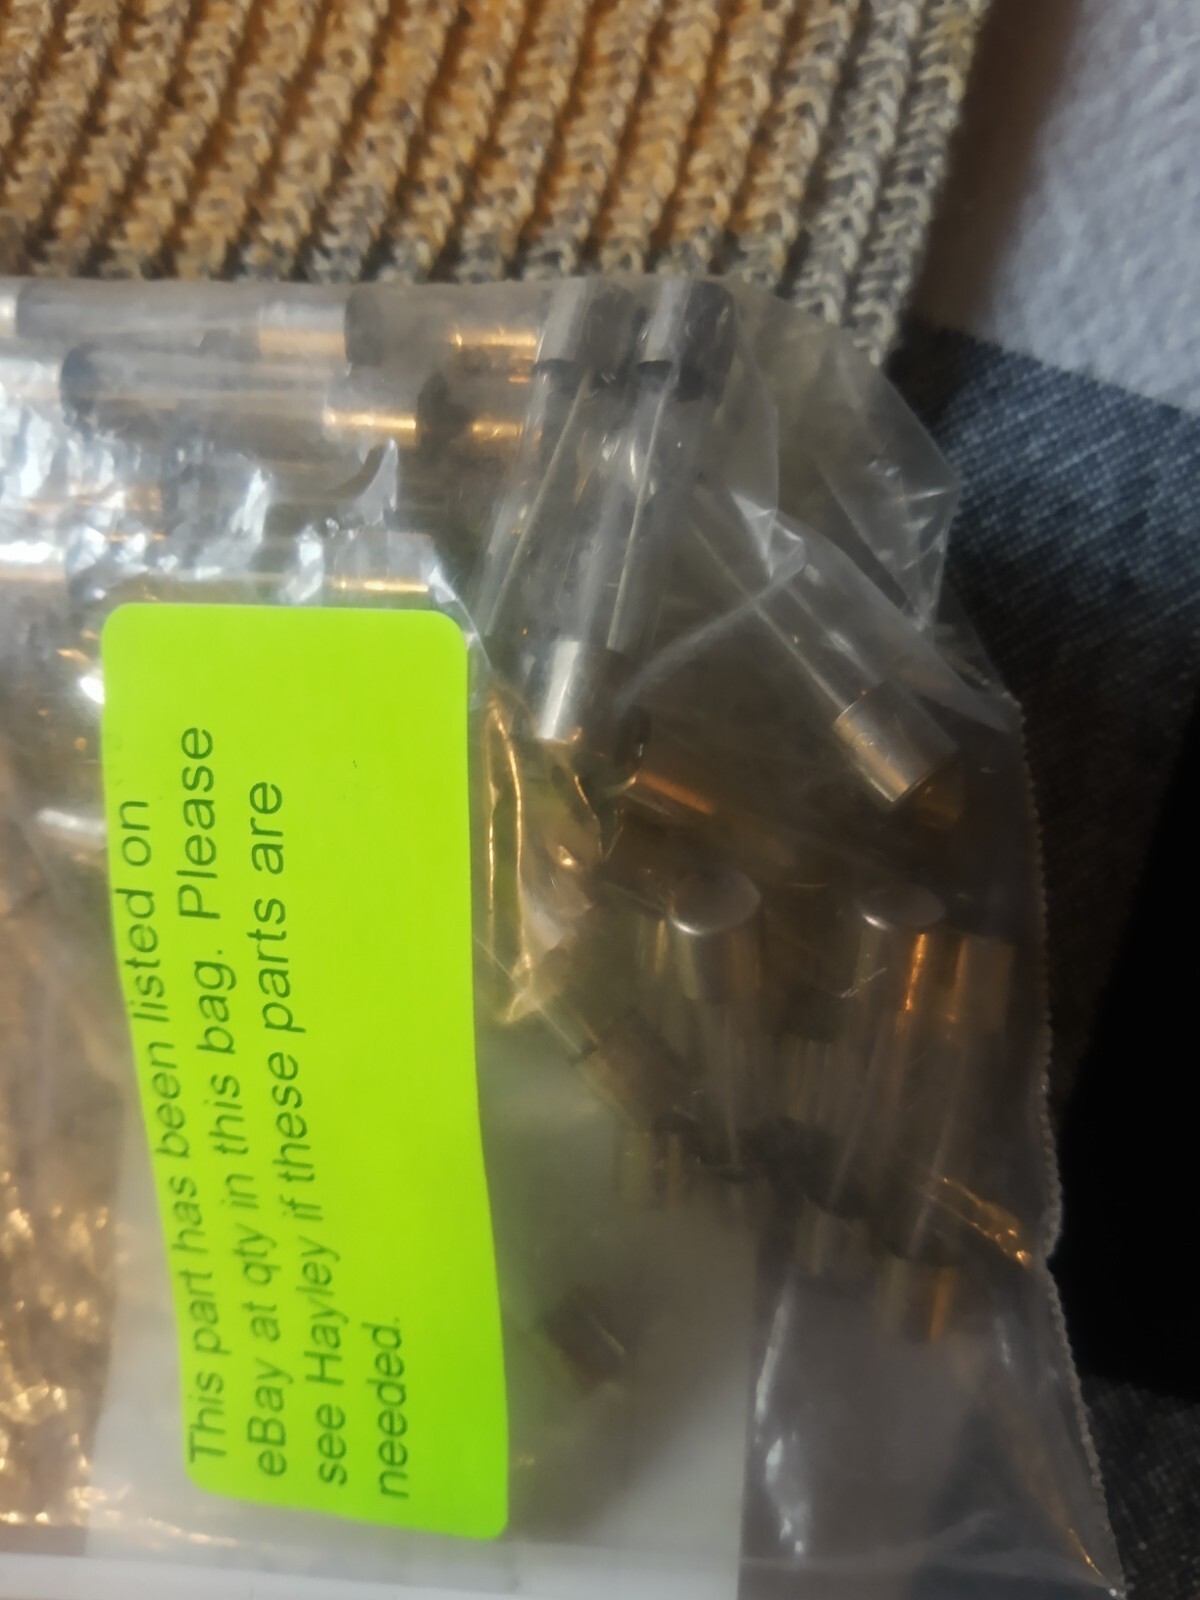 This part has been listed on
eBay at qty in this bag. Please
see Hayley if these parts are
needed.